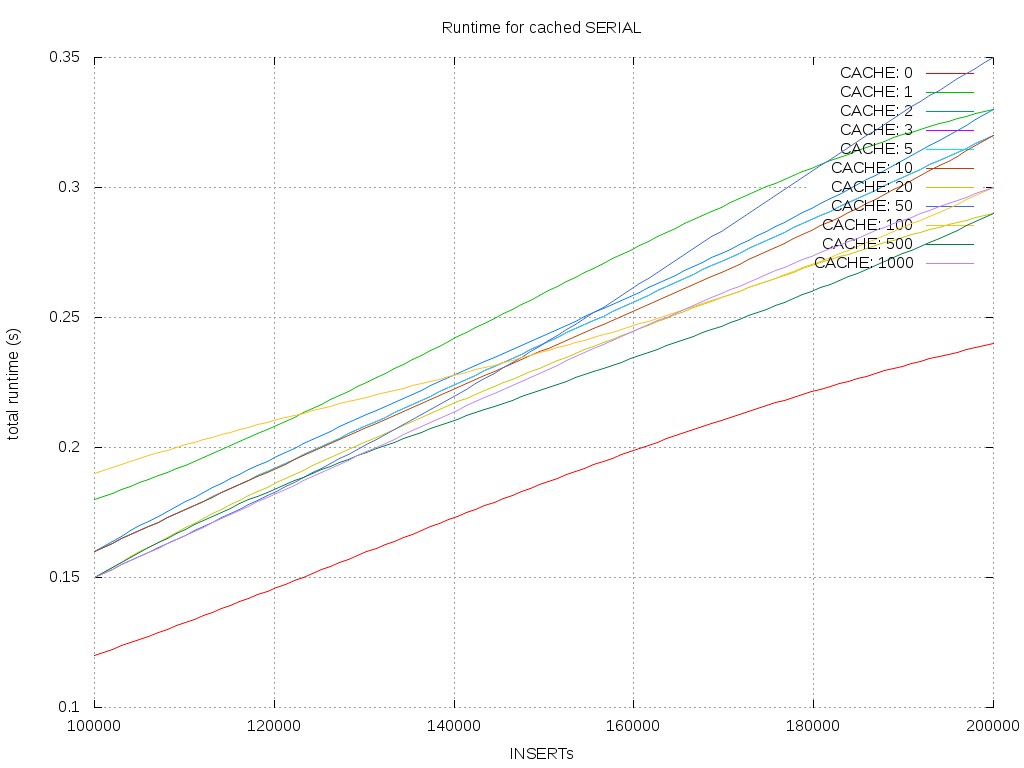 Runtime for cached SERIAL
0.35
0.3
0.25
0.2
0.15
0.1
total runtime (s)
CACHE: 0
CACHE: 1
CACHE: 2
CACHE: 3
CACHE: 5
CACHE: 10
CACHE: 20
CACHE: 50
CACHE: 100
CACHE: 500
CACHE: 1000
100000 120000 140000 160000 180000 200000
INSERTs